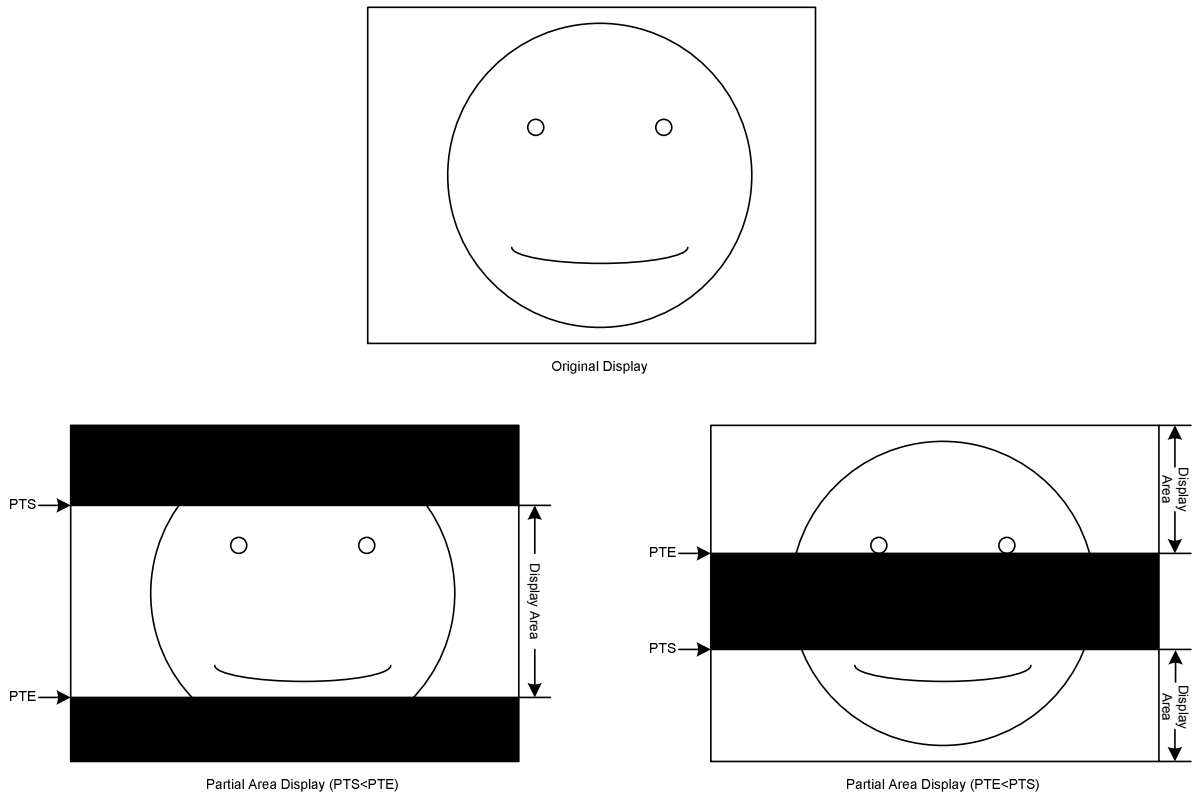 Original Display
PTS
PTE
Display Area
Partial Area Display (PTS<PTE)
PTE
PTS
Display
Area
Display
Area
Partial Area Display (PTE<PTS)